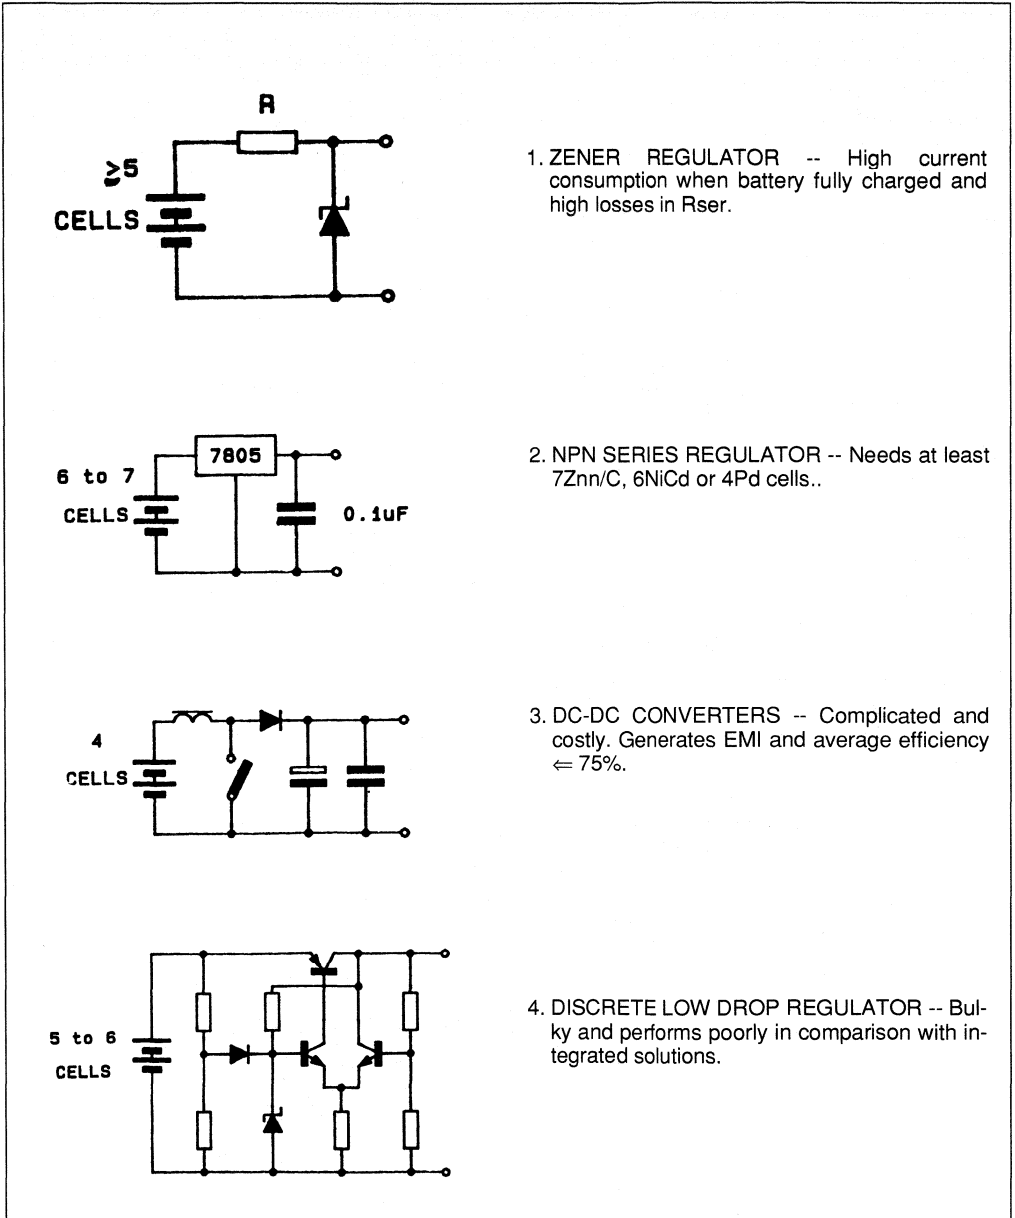 R
≥5
CELLS
1. ZENER REGULATOR -- High current
consumption when battery fully charged and
high losses in Rser.
7805
6 to 7
CELLS
0.1uF
2. NPN SERIES REGULATOR -- Needs at least
7Znn/C, 6NiCd or 4Pd cells..
4
CELLS
3. DC-DC CONVERTERS -- Complicated and
costly. Generates EMI and average efficiency
⇐ 75%.
5 to 6
CELLS
4. DISCRETE LOW DROP REGULATOR -- Bul-
ky and performs poorly in comparison with in-
tegrated solutions.